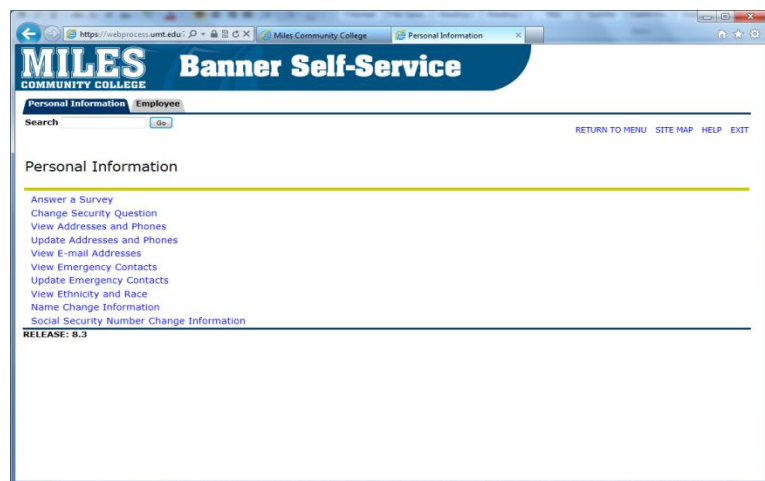 https://webprocess.umt.edu
Miles Community College
Personal Information
MILES
COMMUNITY COLLEGE
Banner Self-Service
Personal Information
Employee
Search
Go
RETURN TO MENU SITE MAP HELP EXIT
Personal Information
Answer a Survey
Change Security Question
View Addresses and Phones
Update Addresses and Phones
View E-mail Addresses
View Emergency Contacts
Update Emergency Contacts
View Ethnicity and Race
Name Change Information
Social Security Number Change Information
RELEASE: 8.3